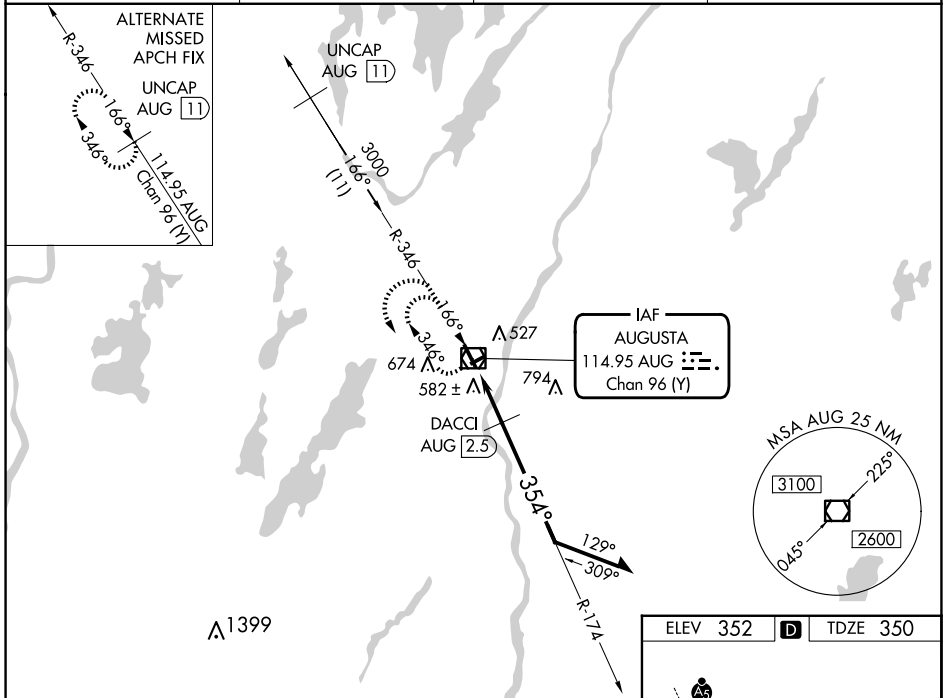 ALTERNATE
MISSED
APCH FIX
UNCAP
AUG 11
R-346
166°
346°
114.95 AUG
Chan 96 (Y)
UNCAP
AUG 11
3000
166°
(11)
R-346
166°
346°
527
674
582 ±
794
IAF
AUGUSTA
114.95 AUG
Chan 96 (Y)
DACCI
AUG 2.5
354°
129°
309°
R-174
MSA AUG 25 NM
3100
225°
045°
2600
1399
ELEV 352 D TDZE 350
A5